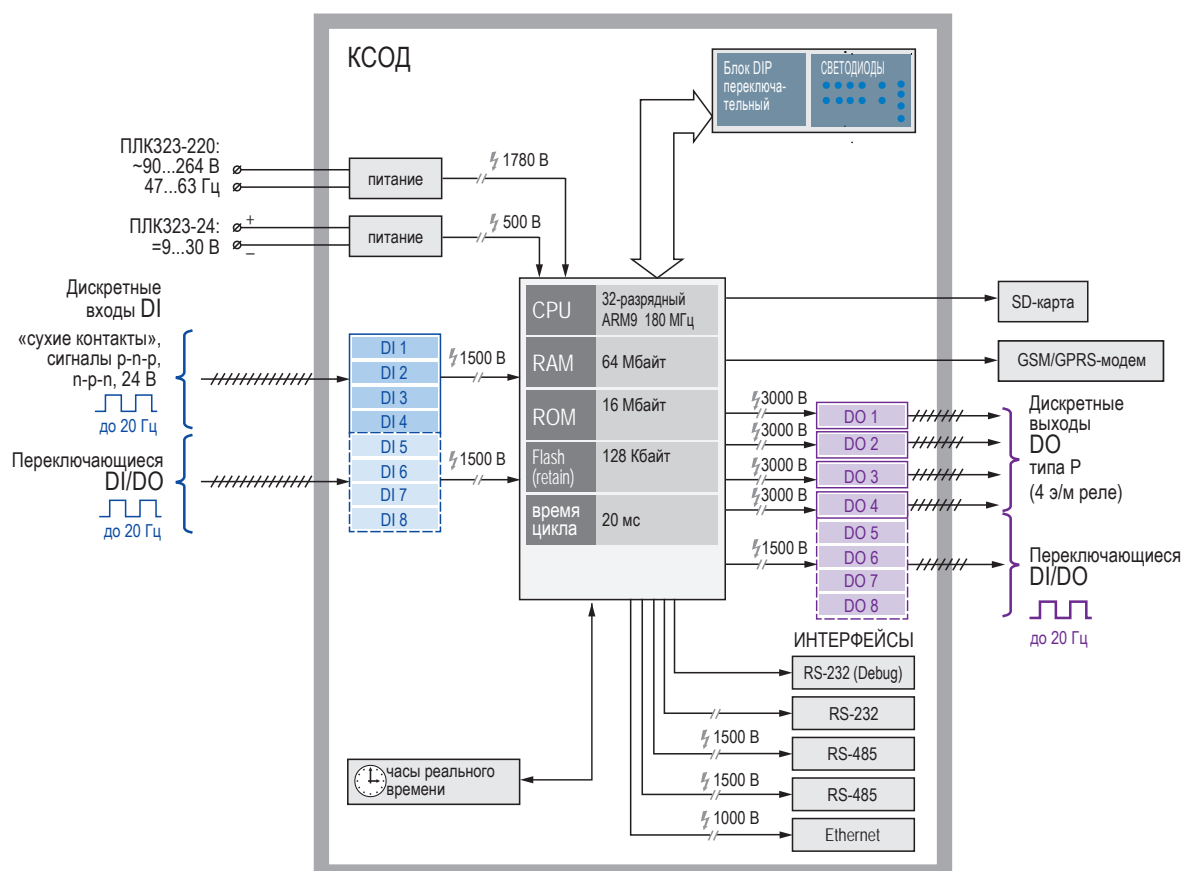 КСОД
Блок DIP
переключа-
тельный
СВЕТОДИОДЫ
ПЛК323-220:
~90...264 В
47...63 Гц
питание
1780 В
ПЛК323-24:
=9...30 В
+
–
питание
500 В
Дискретные
входы DI
«сухие контакты»,
сигналы p-n-p,
n-p-n, 24 В
до 20 Гц
Переключающиеся
DI/DO
до 20 Гц
DI 1
DI 2
DI 3
DI 4
DI 5
DI 6
DI 7
DI 8
1500 В
1500 В
CPU
32-разрядный
ARM9 180 МГц
RAM
64 Мбайт
ROM
16 Мбайт
Flash
(retain)
128 Кбайт
время
цикла
20 мс
SD-карта
GSM/GPRS-модем
3000 В
3000 В
3000 В
3000 В
1500 В
DO 1
DO 2
DO 3
DO 4
DO 5
DO 6
DO 7
DO 8
Дискретные
выходы
DO
типа Р
(4 э/м реле)
Переключающиеся
DI/DO
до 20 Гц
ИНТЕРФЕЙСЫ
RS-232 (Debug)
RS-232
1500 В
RS-485
1500 В
RS-485
1000 В
Ethernet
часы реального
времени